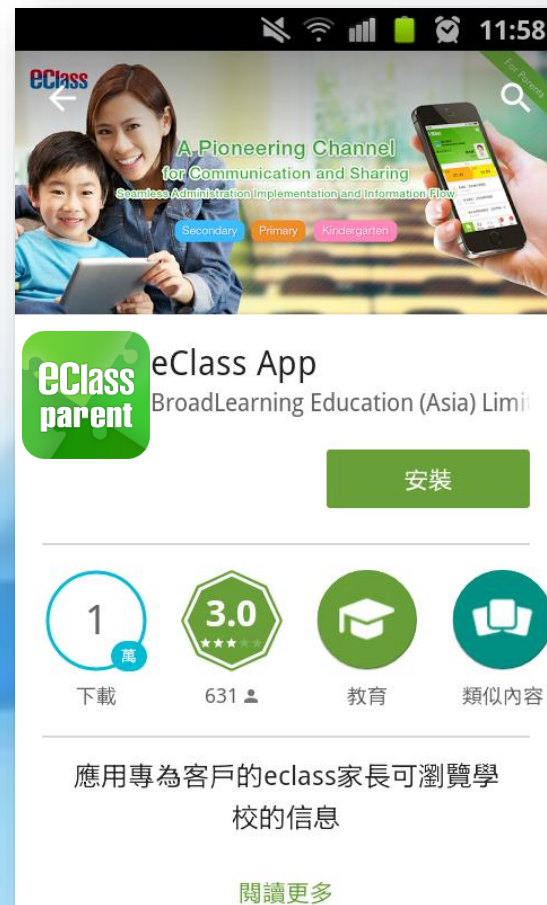 11:58
eClass
For Parents
A Pioneering Channel
for Communication and Sharing
Seamless Administration Implementation and Information Flow
Secondary Primary Kindergarten
eClass
parent
eClass App
BroadLearning Education (Asia) Limi
安裝
1
萬
下載
3.0
631
教育
類似內容
應用專為客戶的eclass家長可瀏覽學
校的信息
閱讀更多